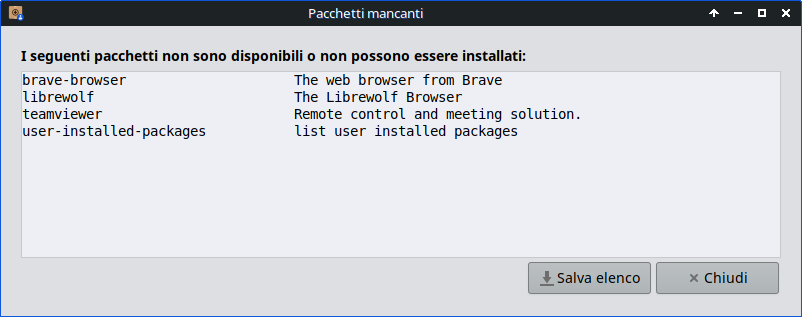 Pacchetti mancanti
I seguenti pacchetti non sono disponibili o non possono essere installati:
brave-browser The web browser from Brave
librewolf The Librewolf Browser
teamviewer Remote control and meeting solution.
user-installed-packages list user installed packages
Salva elenco Chiudi